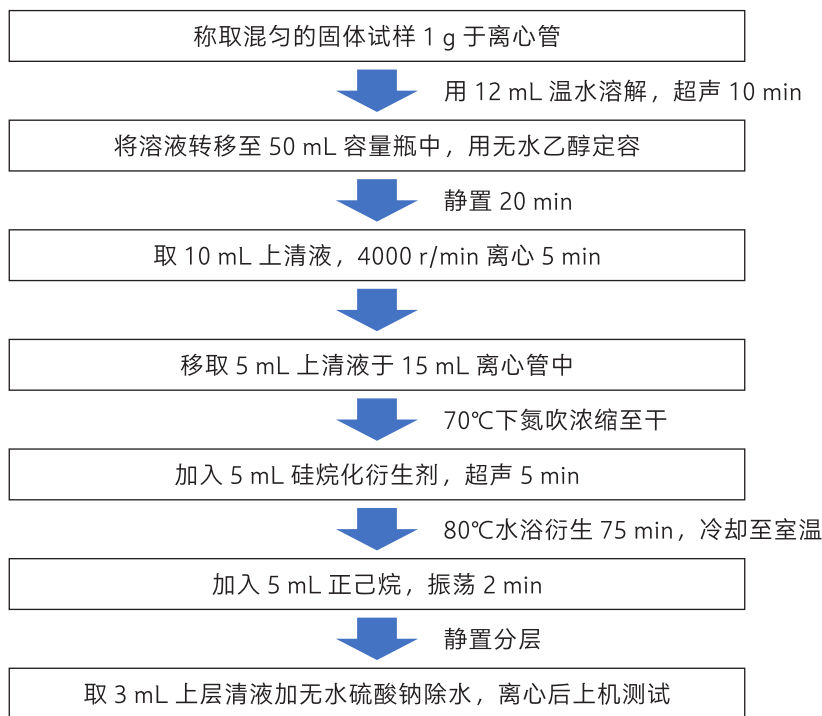 称取混匀的固体试样 1 g 于离心管
用 12 mL 温水溶解，超声 10 min
将溶液转移至 50 mL 容量瓶中，用无水乙醇定容
静置 20 min
取 10 mL 上清液，4000 r/min 离心 5 min
移取 5 mL 上清液于 15 mL 离心管中
70℃下氮吹浓缩至干
加入 5 mL 硅烷化衍生剂，超声 5 min
80℃水浴衍生 75 min，冷却至室温
加入 5 mL 正己烷，振荡 2 min
静置分层
取 3 mL 上层清液加无水硫酸钠除水，离心后上机测试